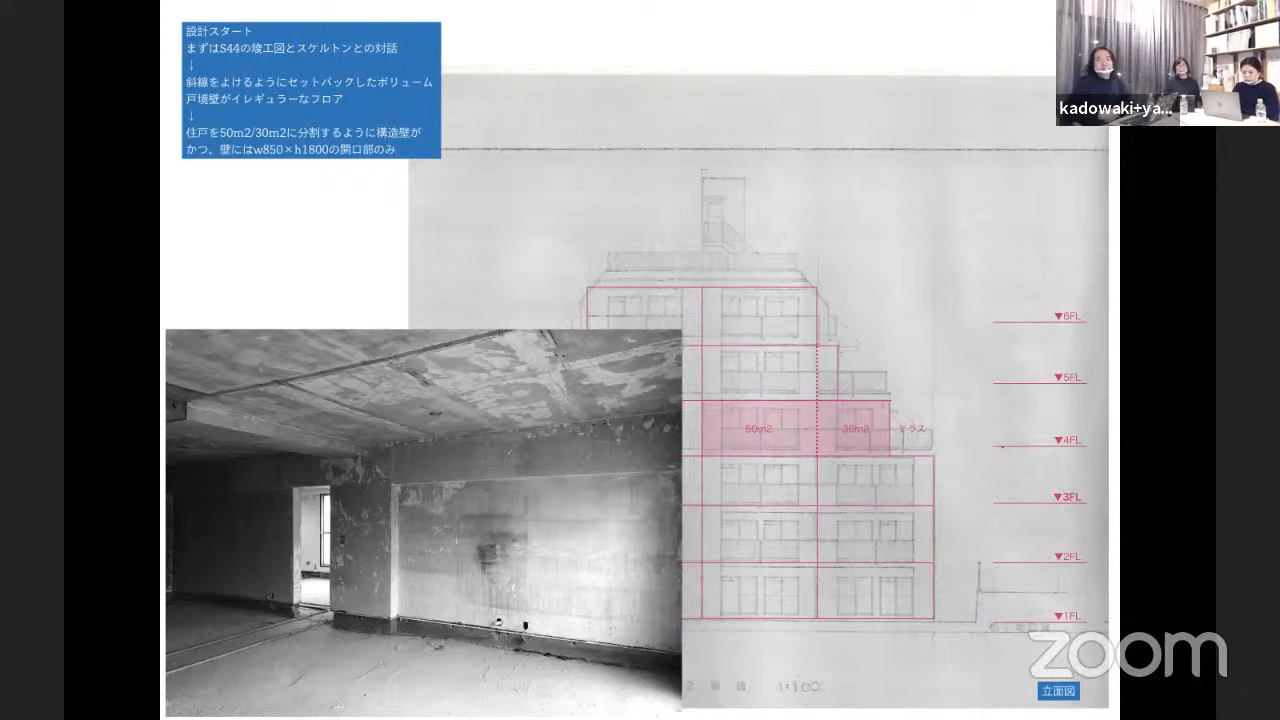 設計スタート
まずはS44の竣工図とスケルトンとの対話
↓
斜線をよけるようにセットバックしたボリューム
戸境壁がイレギュラーなフロア
↓
住戸を50m2/30m2に分割するように構造壁が
かつ、壁にはw850×h1800の開口部のみ
kadowaki+ya...
▼6FL
▼5FL
50m2
30m2
テラス
▼4FL
▼3FL
▼2FL
▼1FL
zoom
立面図